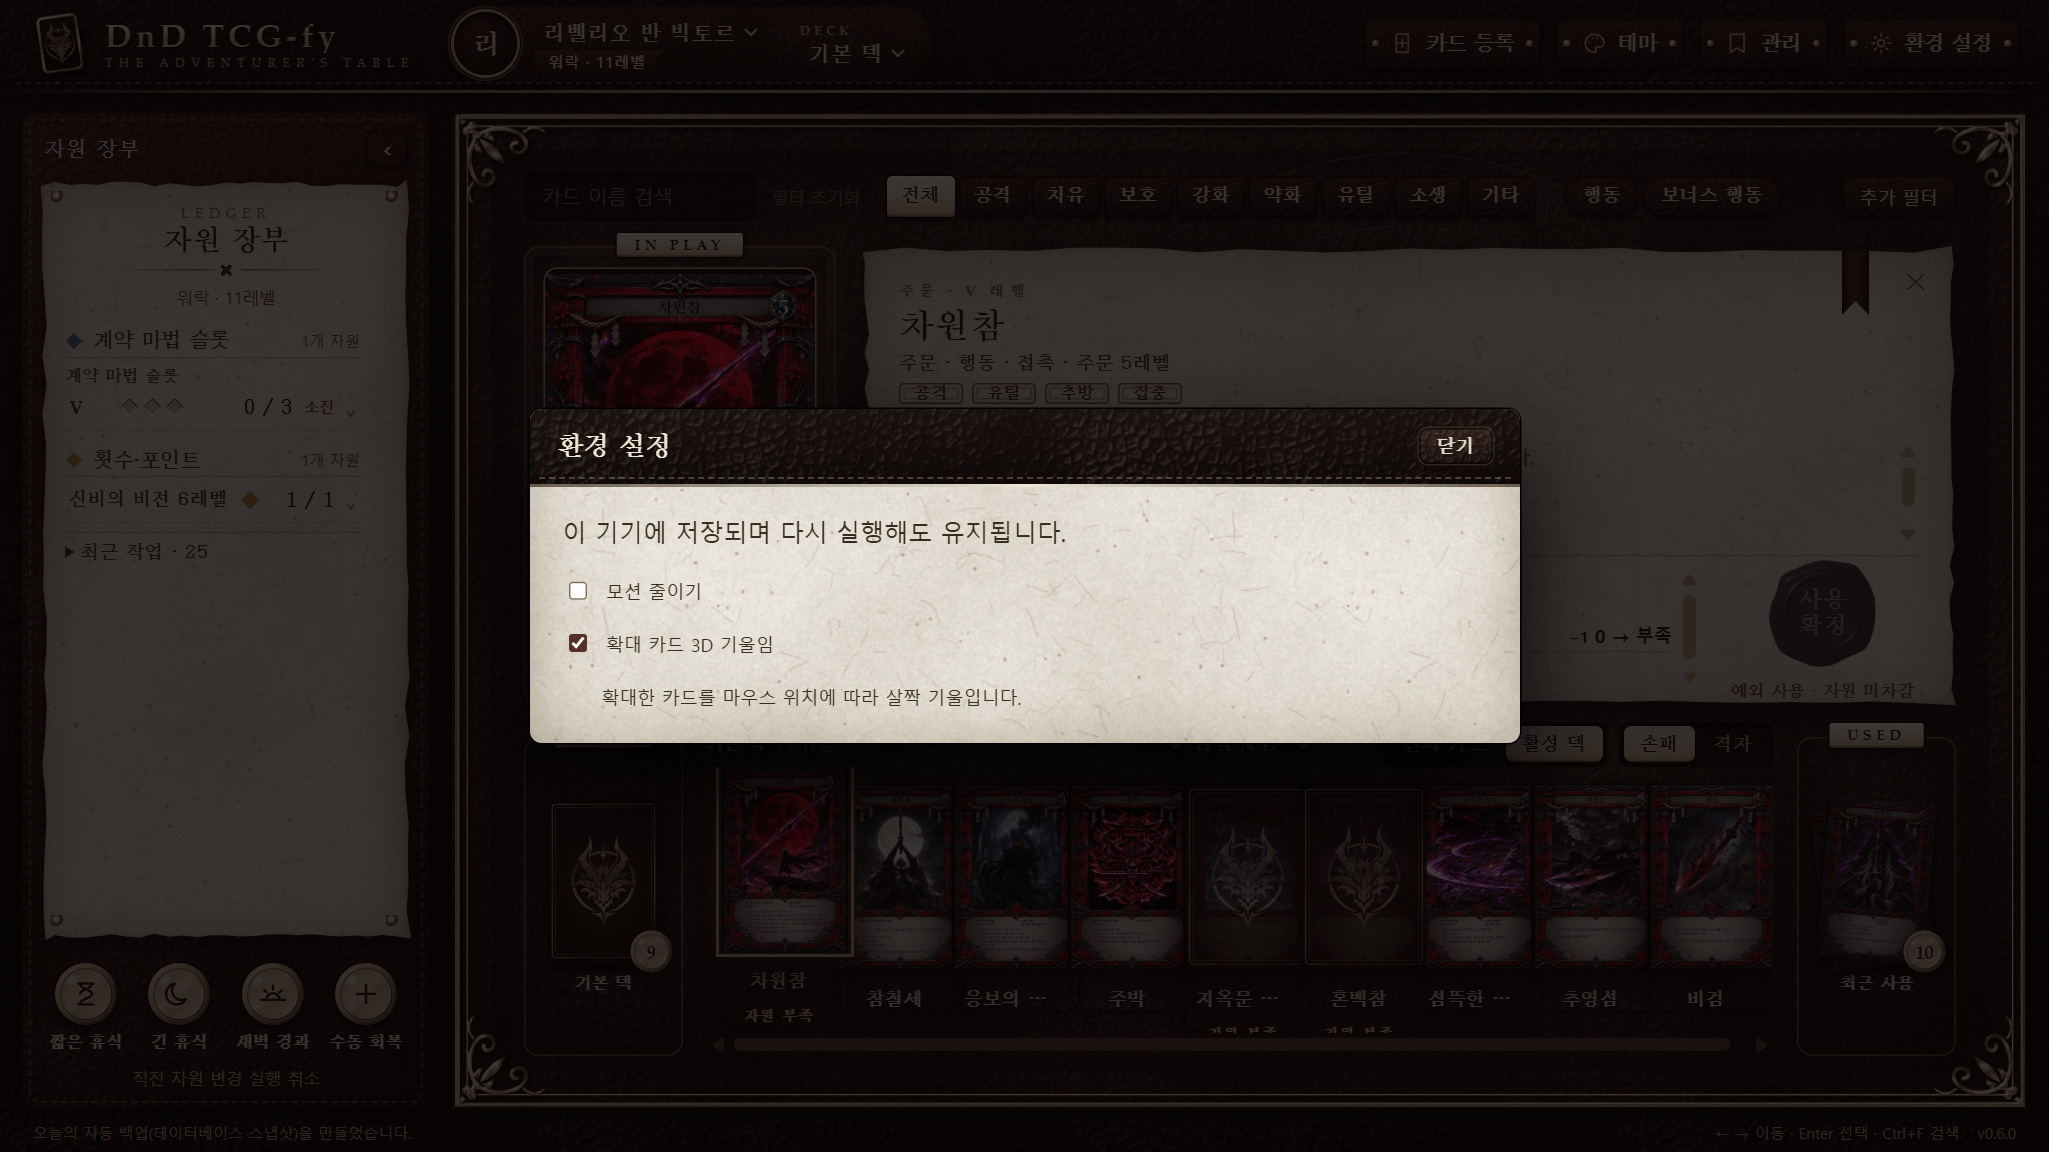 DnD TCG-fy
THE ADVENTURER'S TABLE
리
리벨리오 반 빅토르
워락 · 11레벨
DECK
기본 덱
카드 등록
테마
관리
환경 설정
자원 장부
LEDGER
자원 장부
워락 · 11레벨
계약 마법 슬롯 1개 자원
계약 마법 슬롯
V 0 / 3 소진
횟수·포인트 1개 자원
신비의 비전 6레벨 1 / 1
최근 작업 · 25
짧은 휴식
긴 휴식
새벽 경과
수동 회복
직전 자원 변경 실행 취소
오늘의 자동 백업(데이터베이스 스냅샷)을 만들었습니다.
카드 이름 검색
필터 초기화
전체
공격
치유
보호
강화
약화
유틸
소생
기타
행동
보너스 행동
추가 필터
IN PLAY
차원참
5
주문 · V 레벨
차원참
주문 · 행동 · 접촉 · 주문 5레벨
공격
유틸
추방
집중
환경 설정
닫기
이 기기에 저장되며 다시 실행해도 유지됩니다.
모션 줄이기
확대 카드 3D 기울임
확대한 카드를 마우스 위치에 따라 살짝 기울입니다.
−1 0 → 부족
사용
확정
예외 사용 · 자원 미차감
HAND
활성 덱
손패
격자
USED
9
기본 덱
차원참
자원 부족
참철세
응보의 ···
주박
지옥문 ···
자원 부족
혼백참
자원 부족
섬뜩한 ···
추영섬
비검
10
최근 사용
← → 이동 · Enter 선택 · Ctrl+F 검색
v0.6.0